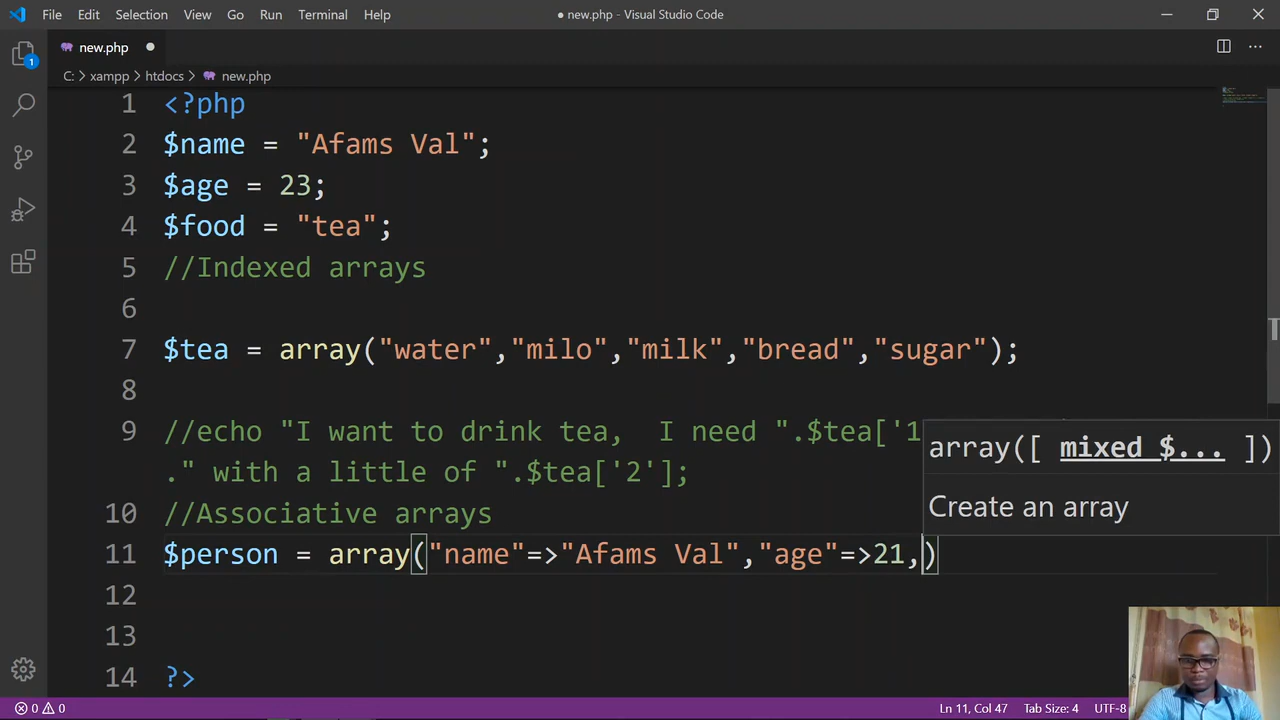 File Edit Selection View Go Run Terminal Help
● new.php - Visual Studio Code
new.php
C: > xampp > htdocs > new.php
1
1 <?php
2 $name = "Afams Val";
3 $age = 23;
4 $food = "tea";
5 //Indexed arrays
6
7 $tea = array("water","milo","milk","bread","sugar");
8
9 //echo "I want to drink tea,  I need ".$tea['1
." with a little of ".$tea['2'];
array([ mixed $... ])
Create an array
10 //Associative arrays
11 $person = array("name"=>"Afams Val","age"=>21,)
12
13
14 ?>
0 0
Ln 11, Col 47 Tab Size: 4 UTF-8